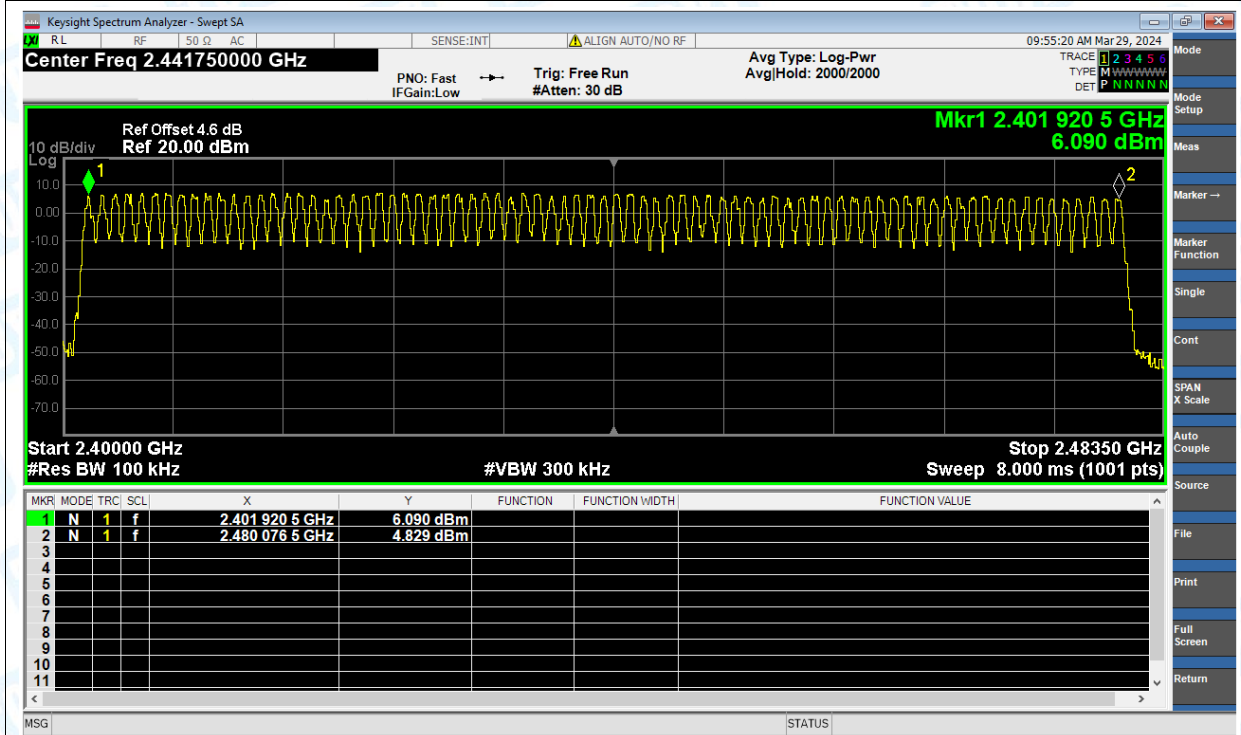 Keysight Spectrum Analyzer - Swept SA
LXI RL RF 50 Ω AC SENSE:INT ALIGN AUTO/NO RF 09:55:20 AM Mar 29, 2024
Center Freq 2.441750000 GHz
PNO: Fast
IFGain:Low
Trig: Free Run
#Atten: 30 dB
Avg Type: Log-Pwr
Avg|Hold: 2000/2000
TRACE 1 2 3 4 5 6
TYPE M WWWWW
DET P N N N N N
Mkr1 2.401 920 5 GHz
6.090 dBm
Ref Offset 4.6 dB
10 dB/div Ref 20.00 dBm
Log
1
2
10.0
0.00
-10.0
-20.0
-30.0
-40.0
-50.0
-60.0
-70.0
Start 2.40000 GHz Stop 2.48350 GHz
#Res BW 100 kHz #VBW 300 kHz Sweep 8.000 ms (1001 pts)
MKR MODE TRC SCL X Y FUNCTION FUNCTION WIDTH FUNCTION VALUE
1 N 1 f 2.401 920 5 GHz 6.090 dBm
2 N 1 f 2.480 076 5 GHz 4.829 dBm
3
4
5
6
7
8
9
10
11
MSG STATUS
Mode
Mode
Setup
Meas
Marker →
Marker
Function
Single
Cont
SPAN
X Scale
Auto
Couple
Source
File
Print
Full
Screen
Return